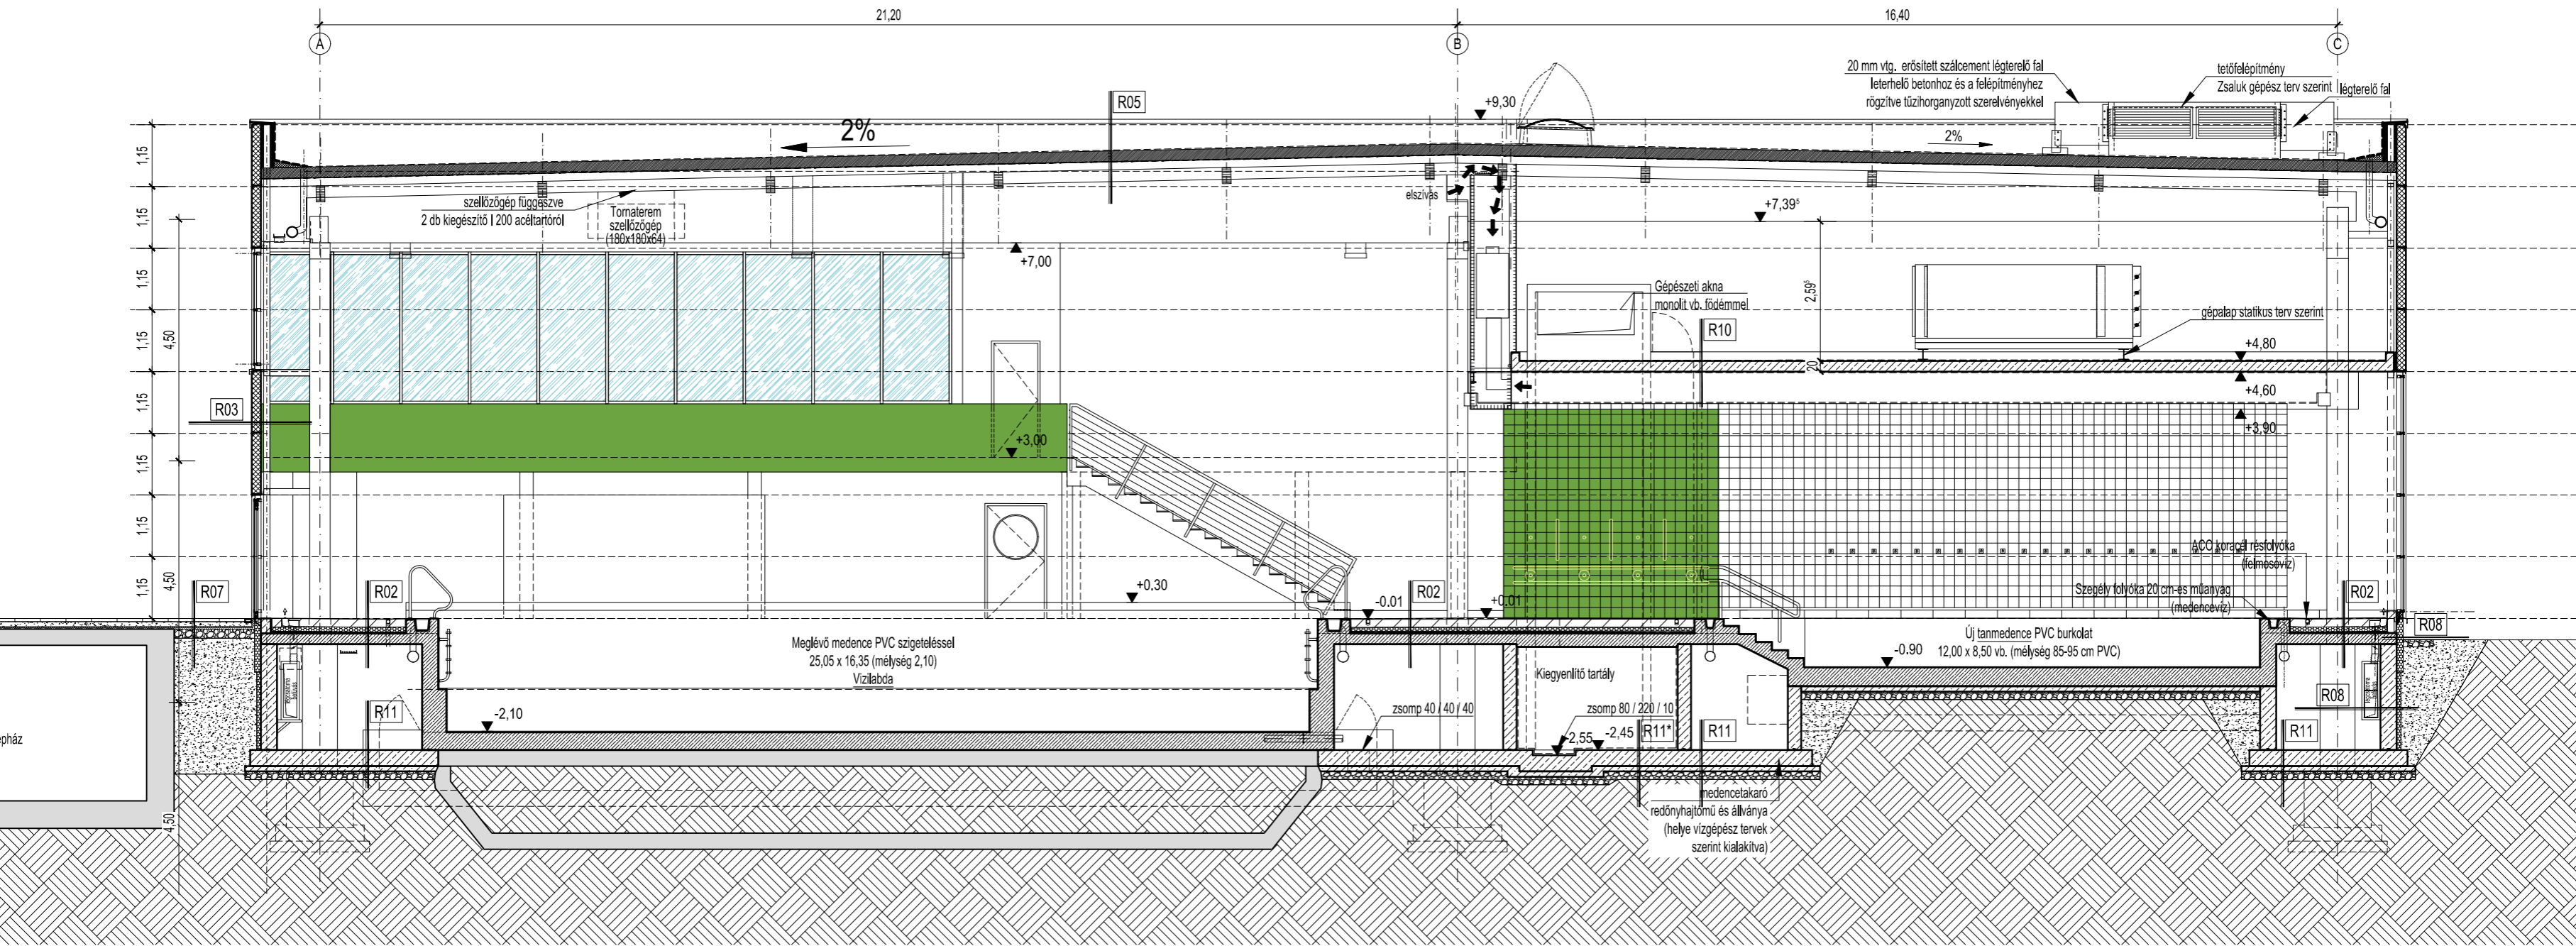 21,20
16,40
A
B
C
20 mm vtg. erősített szálcement légterelő fal
leterhelő betonhoz és a felépítményhez
rögzítve tűzihorganyzott szerelvényekkel
tetőfelépítmény
Zsaluk gépész terv szerint
légterelő fal
R05
+9,30
2%
2%
1,15
1,15
1,15
1,15
1,15
1,15
1,15
1,15
4,50
4,50
4,50
szellőzőgép függesztve
2 db kiegészítő I 200 acéltartóról
Tornaterem
szellőzőgép
(180x180x64)
elszívás
+7,39⁵
+7,00
2,59⁵
20
Gépészeti akna
monolit vb. födémmel
R10
gépalap statikus terv szerint
+4,80
+4,60
+3,90
R03
+3,00
R07
R02
+0.30
-0.01
R02
+0.01
ACO koracél résfolyóka
(felmosóvíz)
Szegély folyóka 20 cm-es műanyag
(medencevíz)
R02
R08
Meglévő medence PVC szigeteléssel
25,05 x 16,35 (mélység 2,10)
Vizilabda
Új tanmedence PVC burkolat
12,00 x 8,50 vb. (mélység 85-95 cm PVC)
-0.90
Kiegyenlítő tartály
R11
-2,10
zsomp 40 / 40 / 40
zsomp 80 / 220 / 10
-2,55
-2,45
R11*
R11
R08
R11
medencetakaró
redőnyhajtómű és állványa
(helye vízgépész tervek
szerint kialakítva)